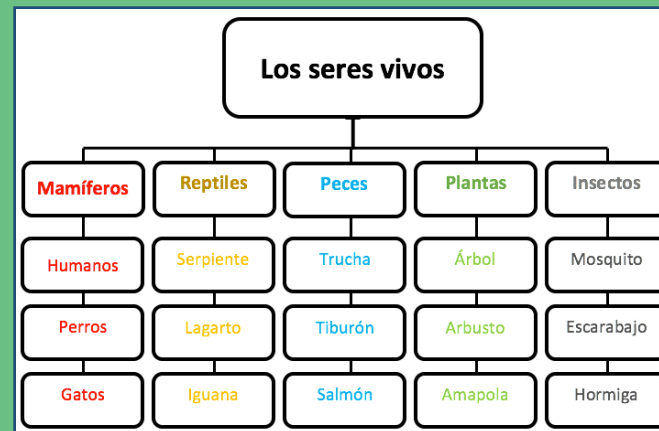 Los seres vivos
Mamíferos Reptiles Peces Plantas Insectos
Humanos Serpiente Trucha Árbol Mosquito
Perros Lagarto Tiburón Arbusto Escarabajo
Gatos Iguana Salmón Amapola Hormiga